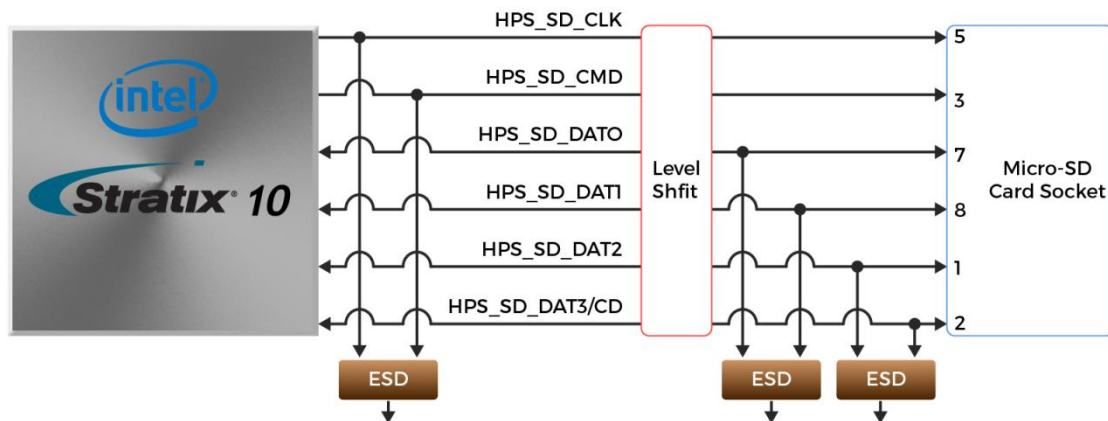 HPS_SD_CLK
5
HPS_SD_CMD
3
HPS_SD_DATO
7
HPS_SD_DAT1
8
HPS_SD_DAT2
1
HPS_SD_DAT3/CD
2
intel®
Stratix® 10
Level
Shfit
Micro-SD
Card Socket
ESD
ESD
ESD